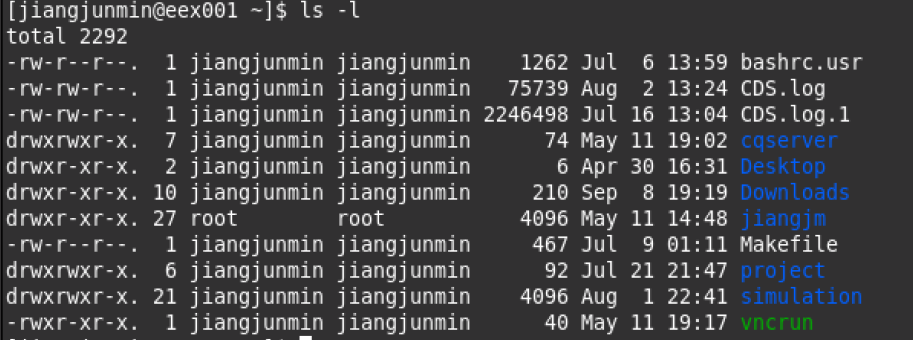 [jiangjunmin@eex001 ~]$ ls -l
total 2292
-rw-r--r--. 1 jiangjunmin jiangjunmin 1262 Jul 6 13:59 bashrc.usr
-rw-rw-r--. 1 jiangjunmin jiangjunmin 75739 Aug 2 13:24 CDS.log
-rw-rw-r--. 1 jiangjunmin jiangjunmin 2246498 Jul 16 13:04 CDS.log.1
drwxrwxr-x. 7 jiangjunmin jiangjunmin 74 May 11 19:02 cqserver
drwxr-xr-x. 2 jiangjunmin jiangjunmin 6 Apr 30 16:31 Desktop
drwxr-xr-x. 10 jiangjunmin jiangjunmin 210 Sep 8 19:19 Downloads
drwxr-xr-x. 27 root root 4096 May 11 14:48 jiangjm
-rw-r--r--. 1 jiangjunmin jiangjunmin 467 Jul 9 01:11 Makefile
drwxrwxr-x. 6 jiangjunmin jiangjunmin 92 Jul 21 21:47 project
drwxrwxr-x. 21 jiangjunmin jiangjunmin 4096 Aug 1 22:41 simulation
-rwxr-xr-x. 1 jiangjunmin jiangjunmin 40 May 11 19:17 vncrun